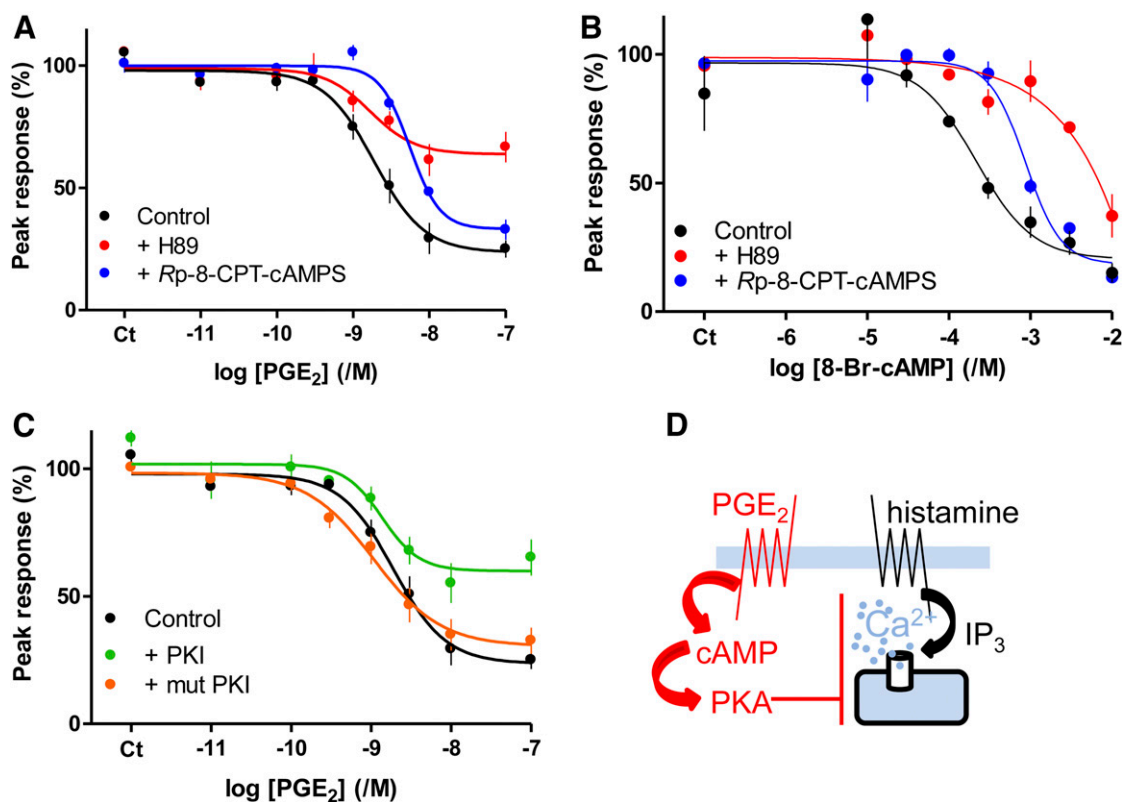 A
Peak response (%)
100
50
0
Control
+ H89
+ Rp-8-CPT-cAMPS
Ct
-11
-10
-9
-8
-7
log [PGE2] (/M)
B
Peak response (%)
100
50
0
Control
+ H89
+ Rp-8-CPT-cAMPS
Ct
-6
-5
-4
-3
-2
log [8-Br-cAMP] (/M)
C
Peak response (%)
100
50
0
Control
+ PKI
+ mut PKI
Ct
-11
-10
-9
-8
-7
log [PGE2] (/M)
D
PGE2
histamine
Ca2+
IP3
cAMP
PKA